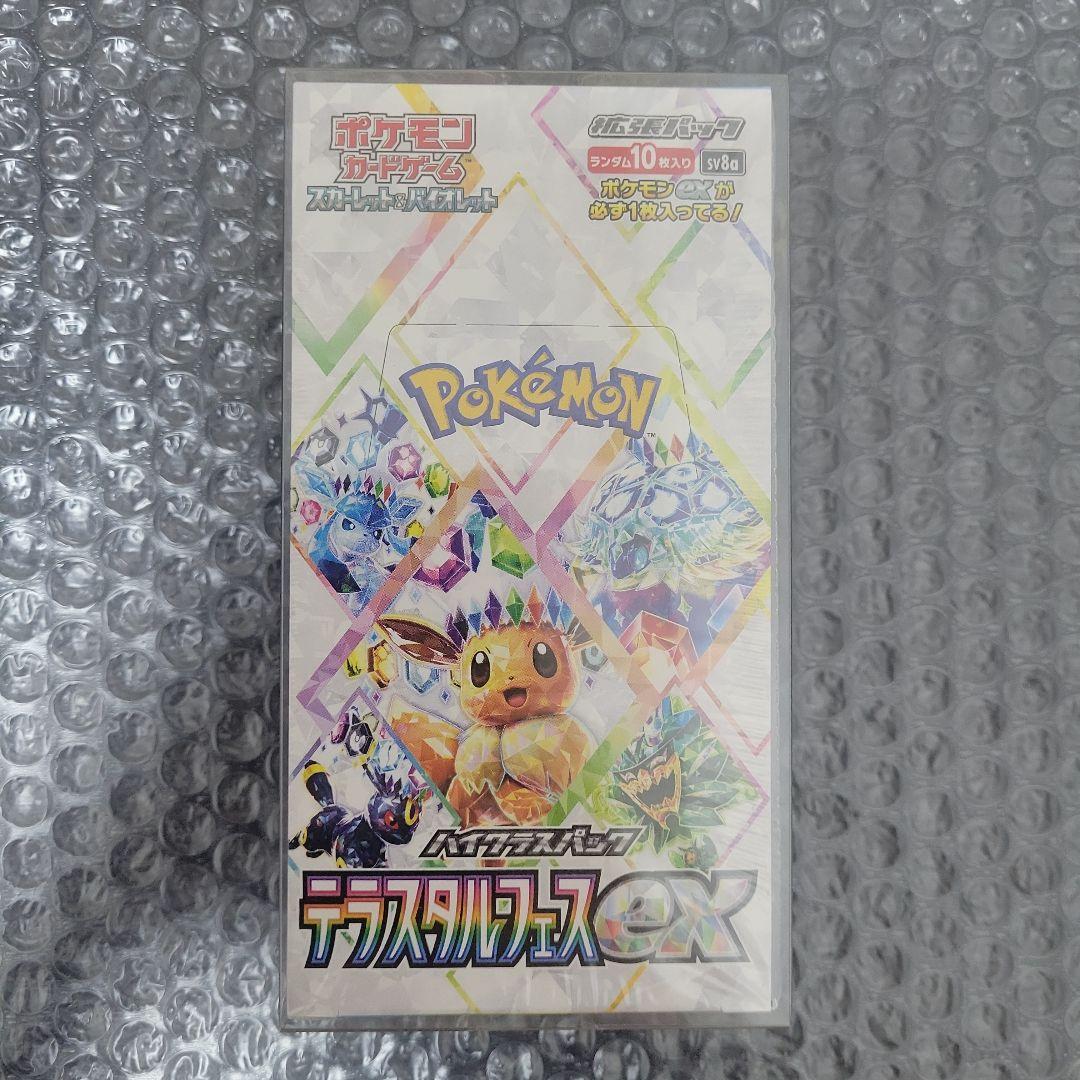 ポケモン
カードゲーム™
スカーレット&バイオレット
拡張パック
ランダム10枚入り sv8a
ポケモンexが
必ず1枚入ってる!
POKéMON™
ハイクラスパック
テラスタルフェスex